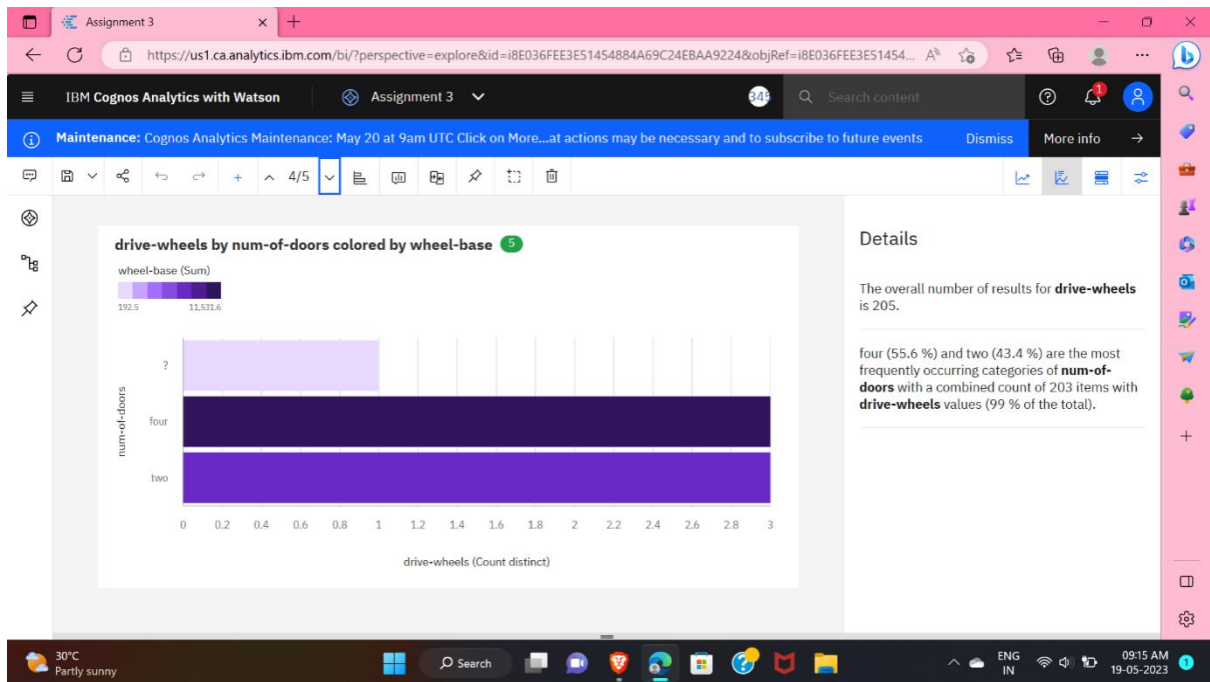 Assignment 3
https://us1.ca.analytics.ibm.com/bi/?perspective=explore&id=i8E036FEE3E51454884A69C24EBAA9224&objRef=i8E036FEE3E51454...
IBM Cognos Analytics with Watson
Assignment 3
345
Search content
1
Maintenance: Cognos Analytics Maintenance: May 20 at 9am UTC Click on More...at actions may be necessary and to subscribe to future events
Dismiss
More info
4/5
drive-wheels by num-of-doors colored by wheel-base 5
wheel-base (Sum)
192.5 11,531.6
?
four
two
num-of-doors
0 0.2 0.4 0.6 0.8 1 1.2 1.4 1.6 1.8 2 2.2 2.4 2.6 2.8 3
drive-wheels (Count distinct)
Details
The overall number of results for drive-wheels
is 205.
four (55.6 %) and two (43.4 %) are the most
frequently occurring categories of num-of-
doors with a combined count of 203 items with
drive-wheels values (99 % of the total).
30°C
Partly sunny
Search
ENG
IN
09:15 AM
19-05-2023
1